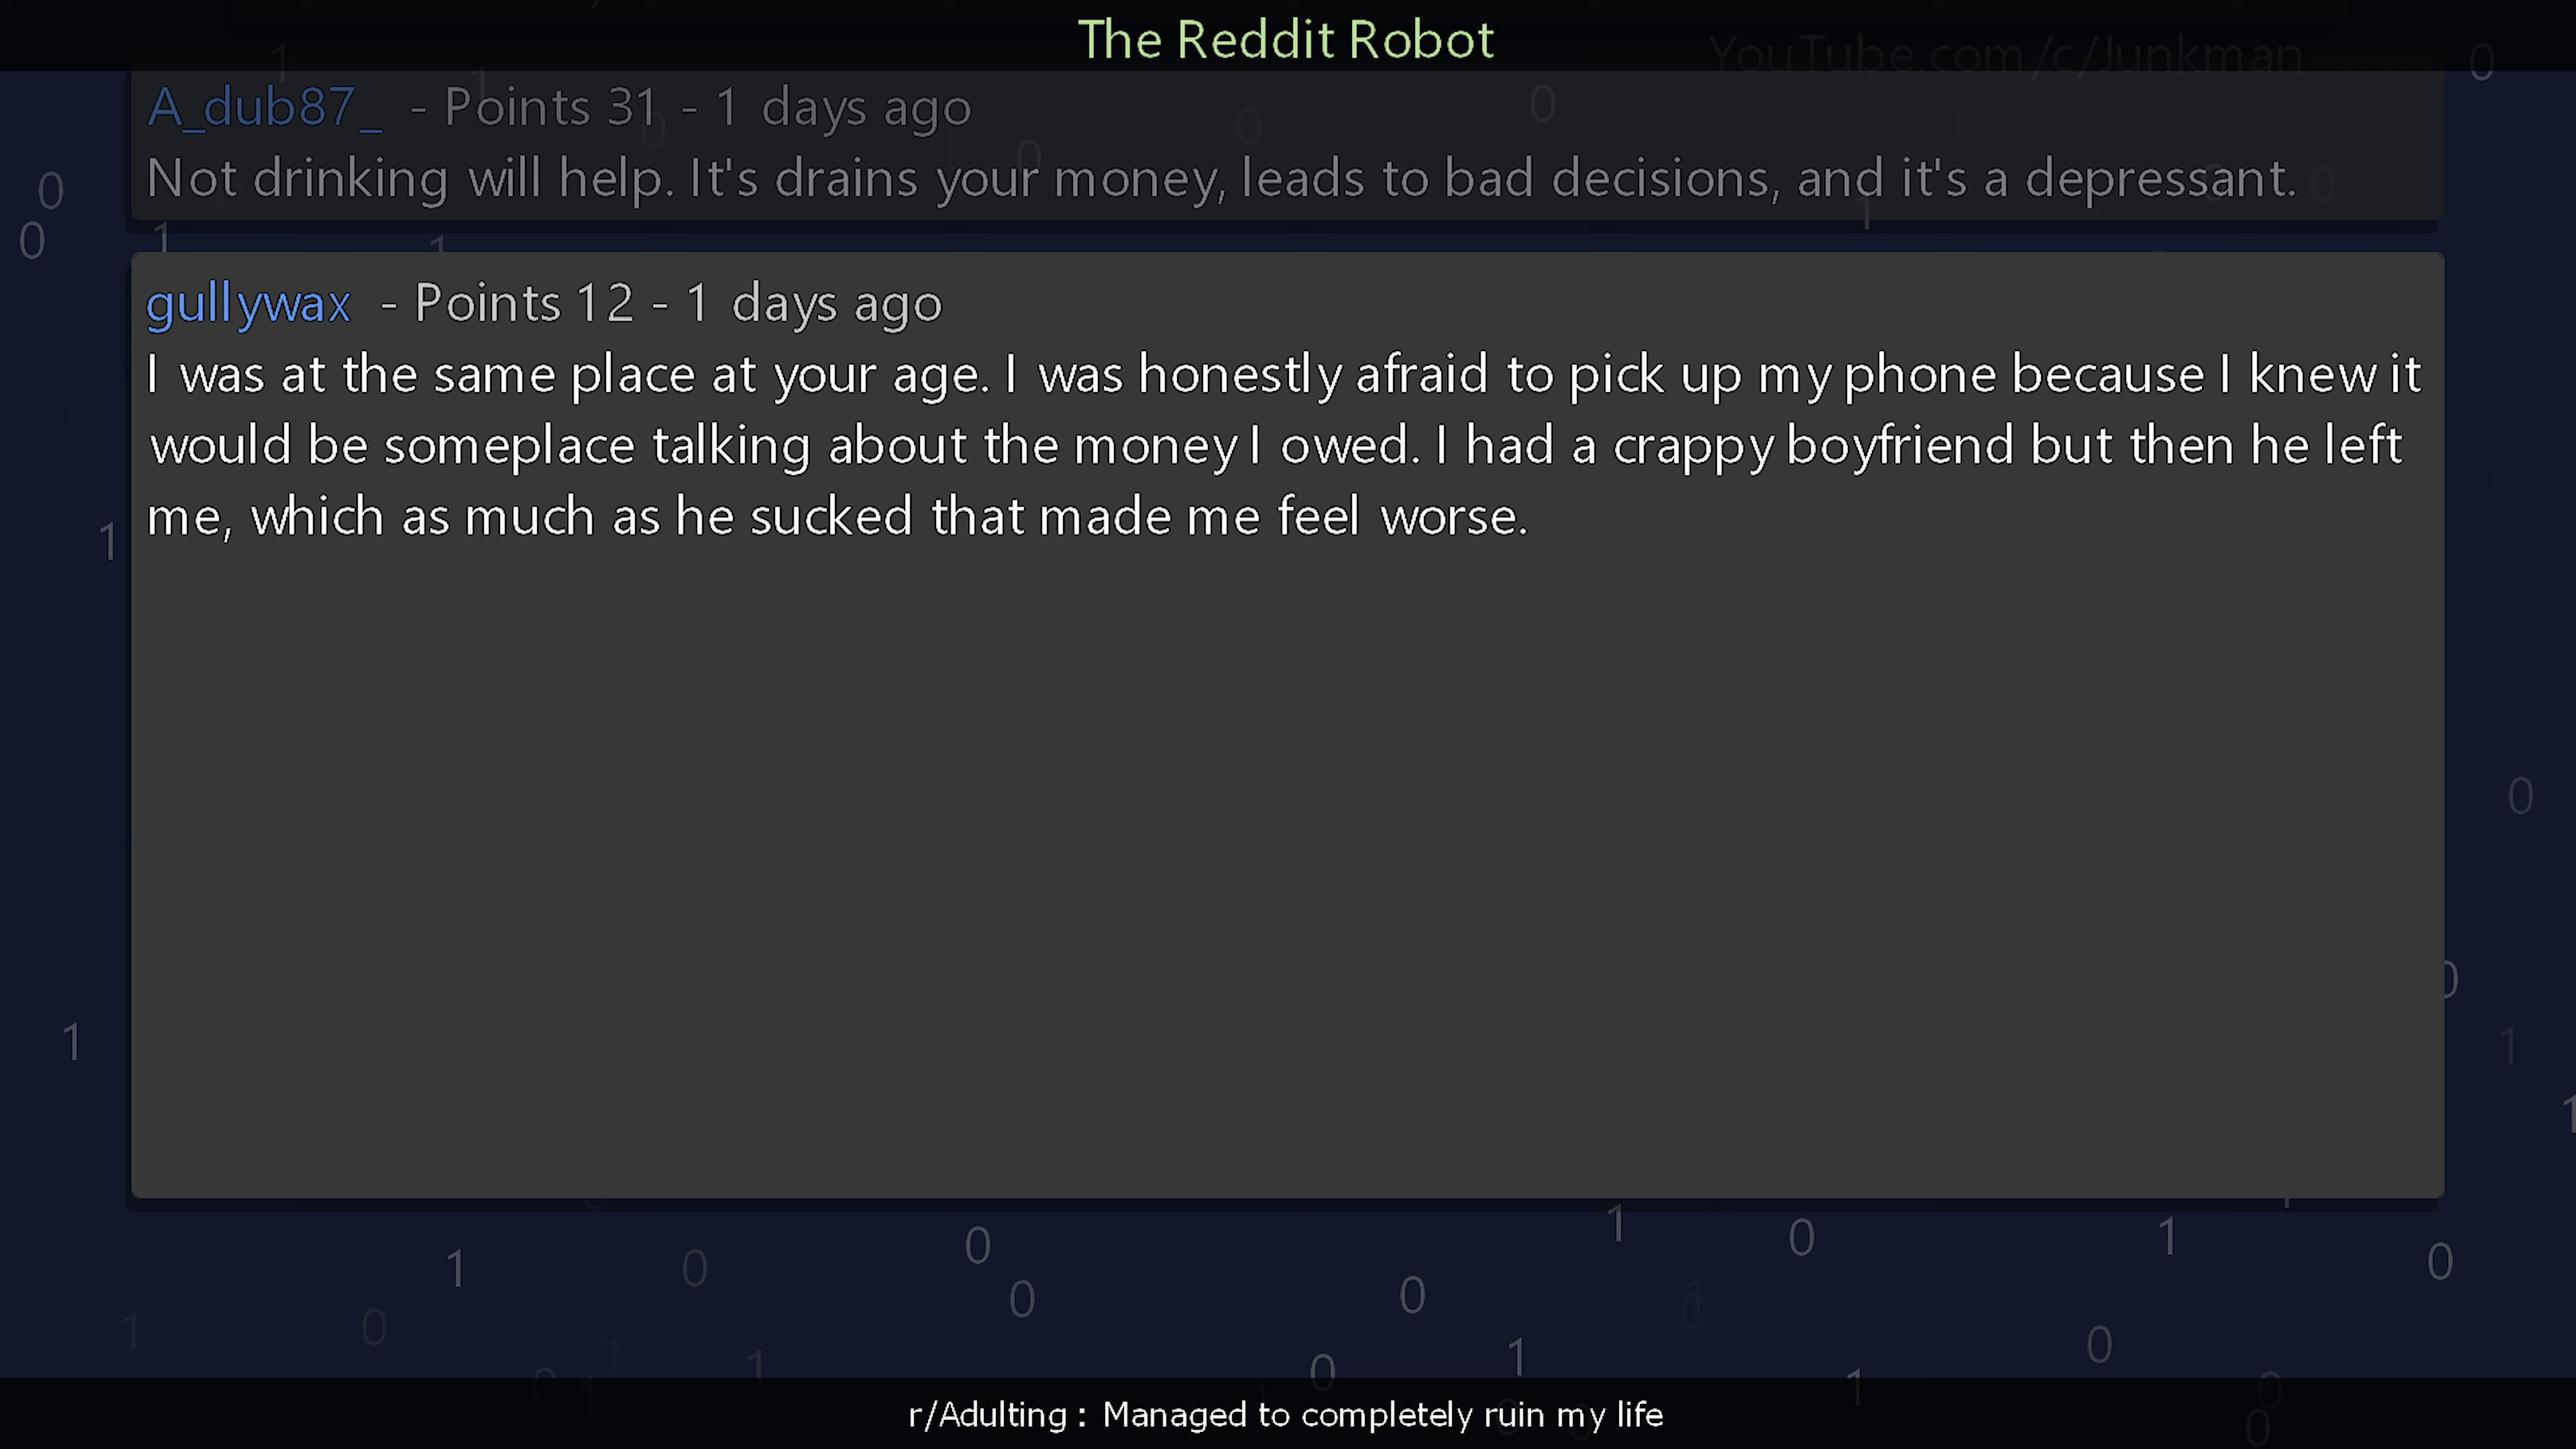 The Reddit Robot
YouTube.com/c/Junkman
A_dub87_ - Points 31 - 1 days ago
Not drinking will help. It's drains your money, leads to bad decisions, and it's a depressant.
gullywax - Points 12 - 1 days ago
I was at the same place at your age. I was honestly afraid to pick up my phone because I knew it
would be someplace talking about the money I owed. I had a crappy boyfriend but then he left
me, which as much as he sucked that made me feel worse.
r/Adulting : Managed to completely ruin my life